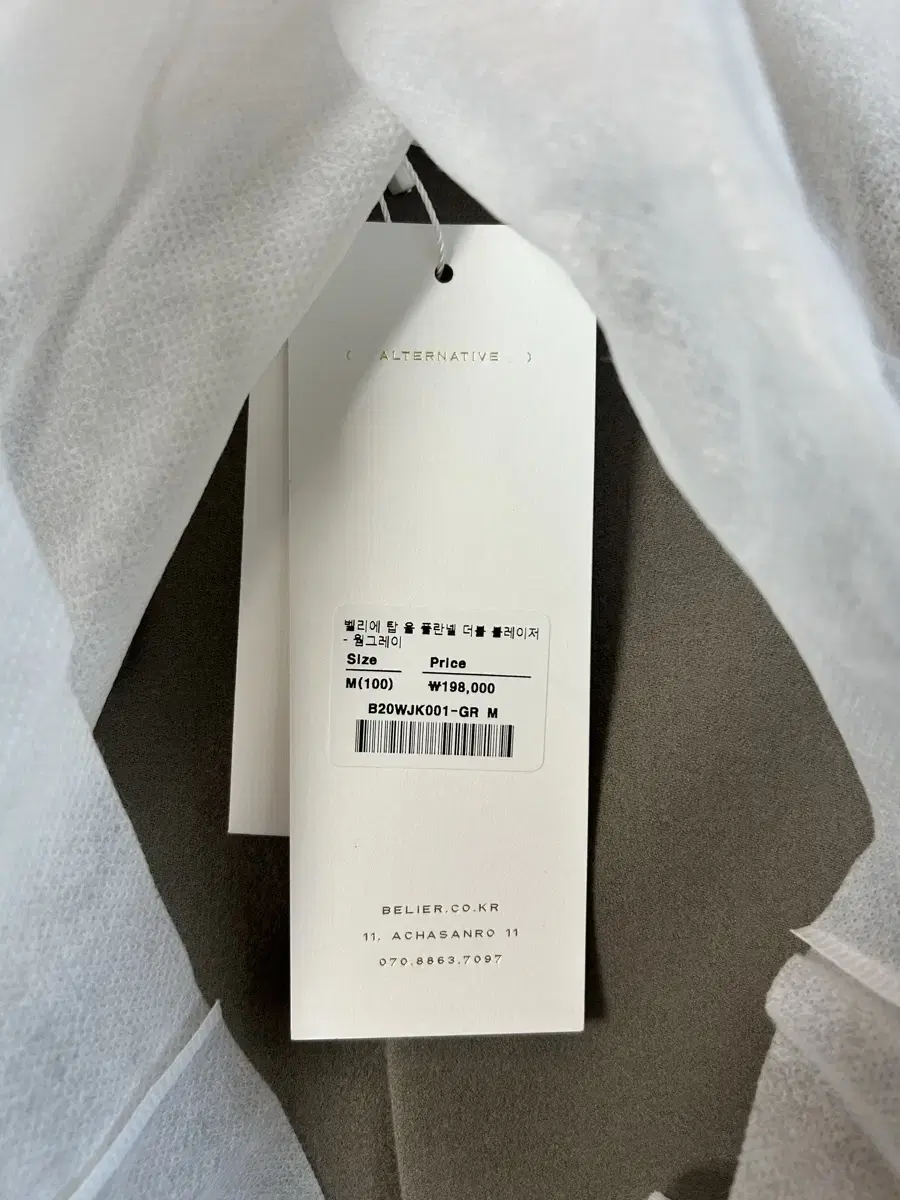 ( ALTERNATIVE )
벨리에 탑 울 플란넬 더블 블레이저
- 웜그레이
Size Price
M(100) ₩198,000
B20WJK001-GR M
BELIER.CO.KR
11, ACHASANRO 11
070.8863.7097